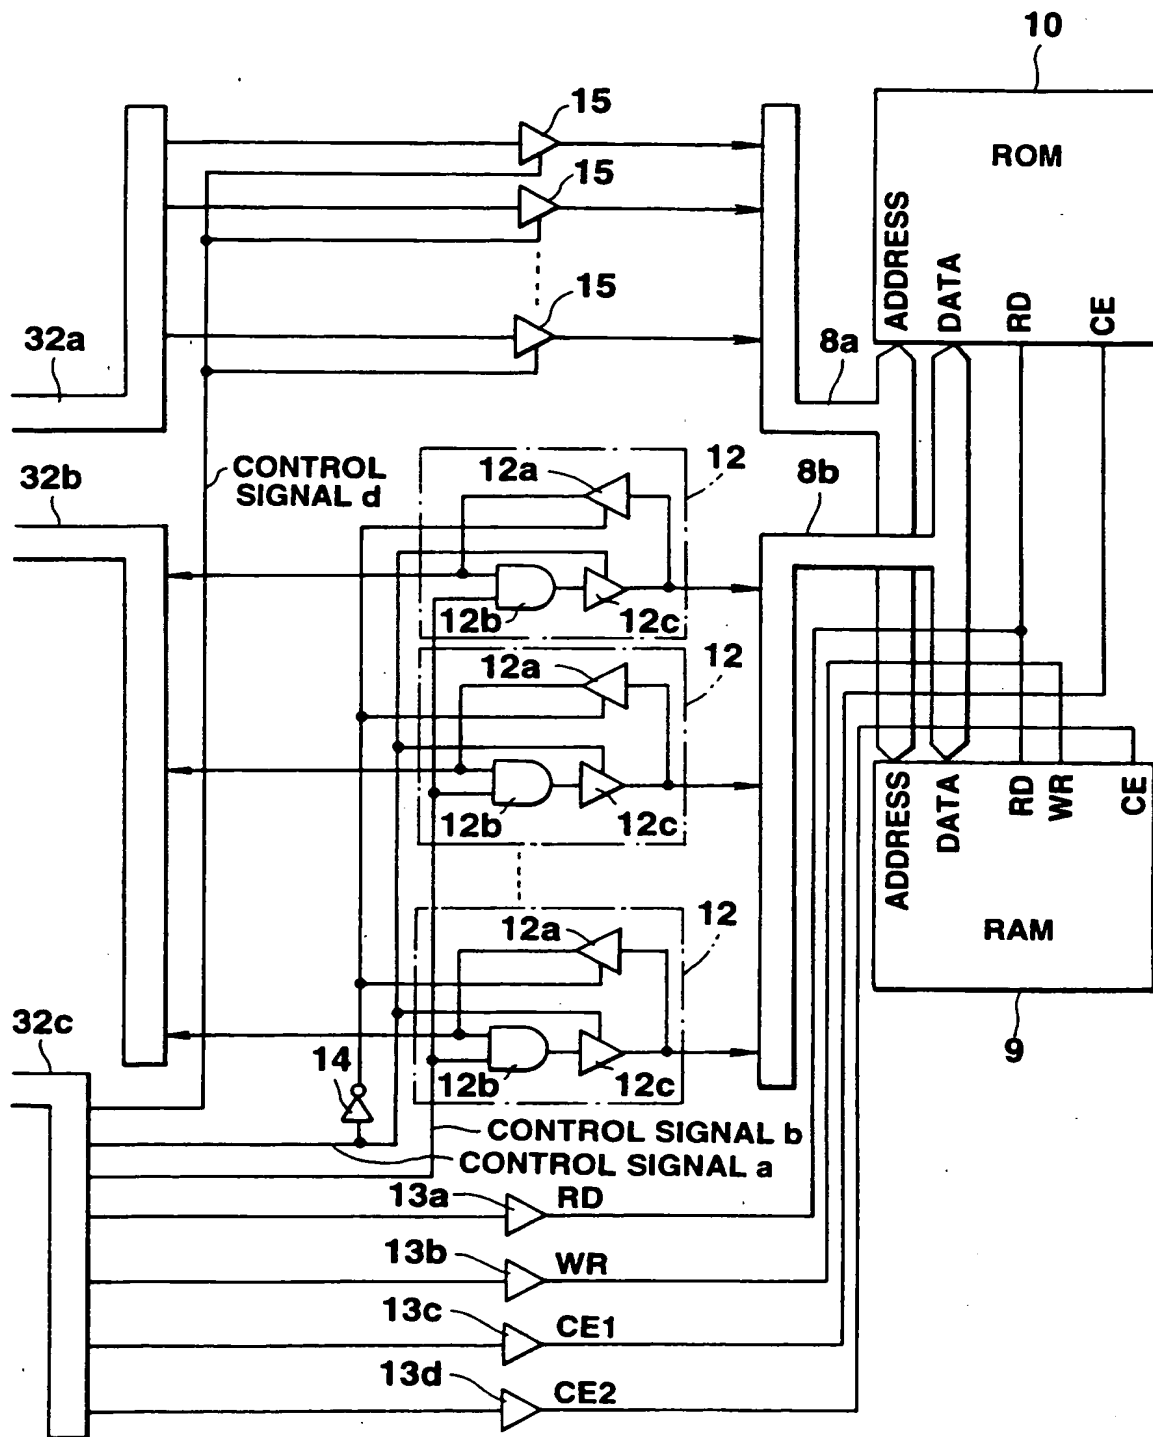 10
15
ROM
15
ADDRESS
DATA
RD
CE
15
32a
8a
32b
CONTROL
SIGNAL d
12a
12
8b
12b
12c
12a
12
12b
12c
ADDRESS
DATA
RD
WR
CE
12a
12
RAM
32c
14
12b
12c
9
CONTROL SIGNAL b
CONTROL SIGNAL a
13a
RD
13b
WR
13c
CE1
13d
CE2